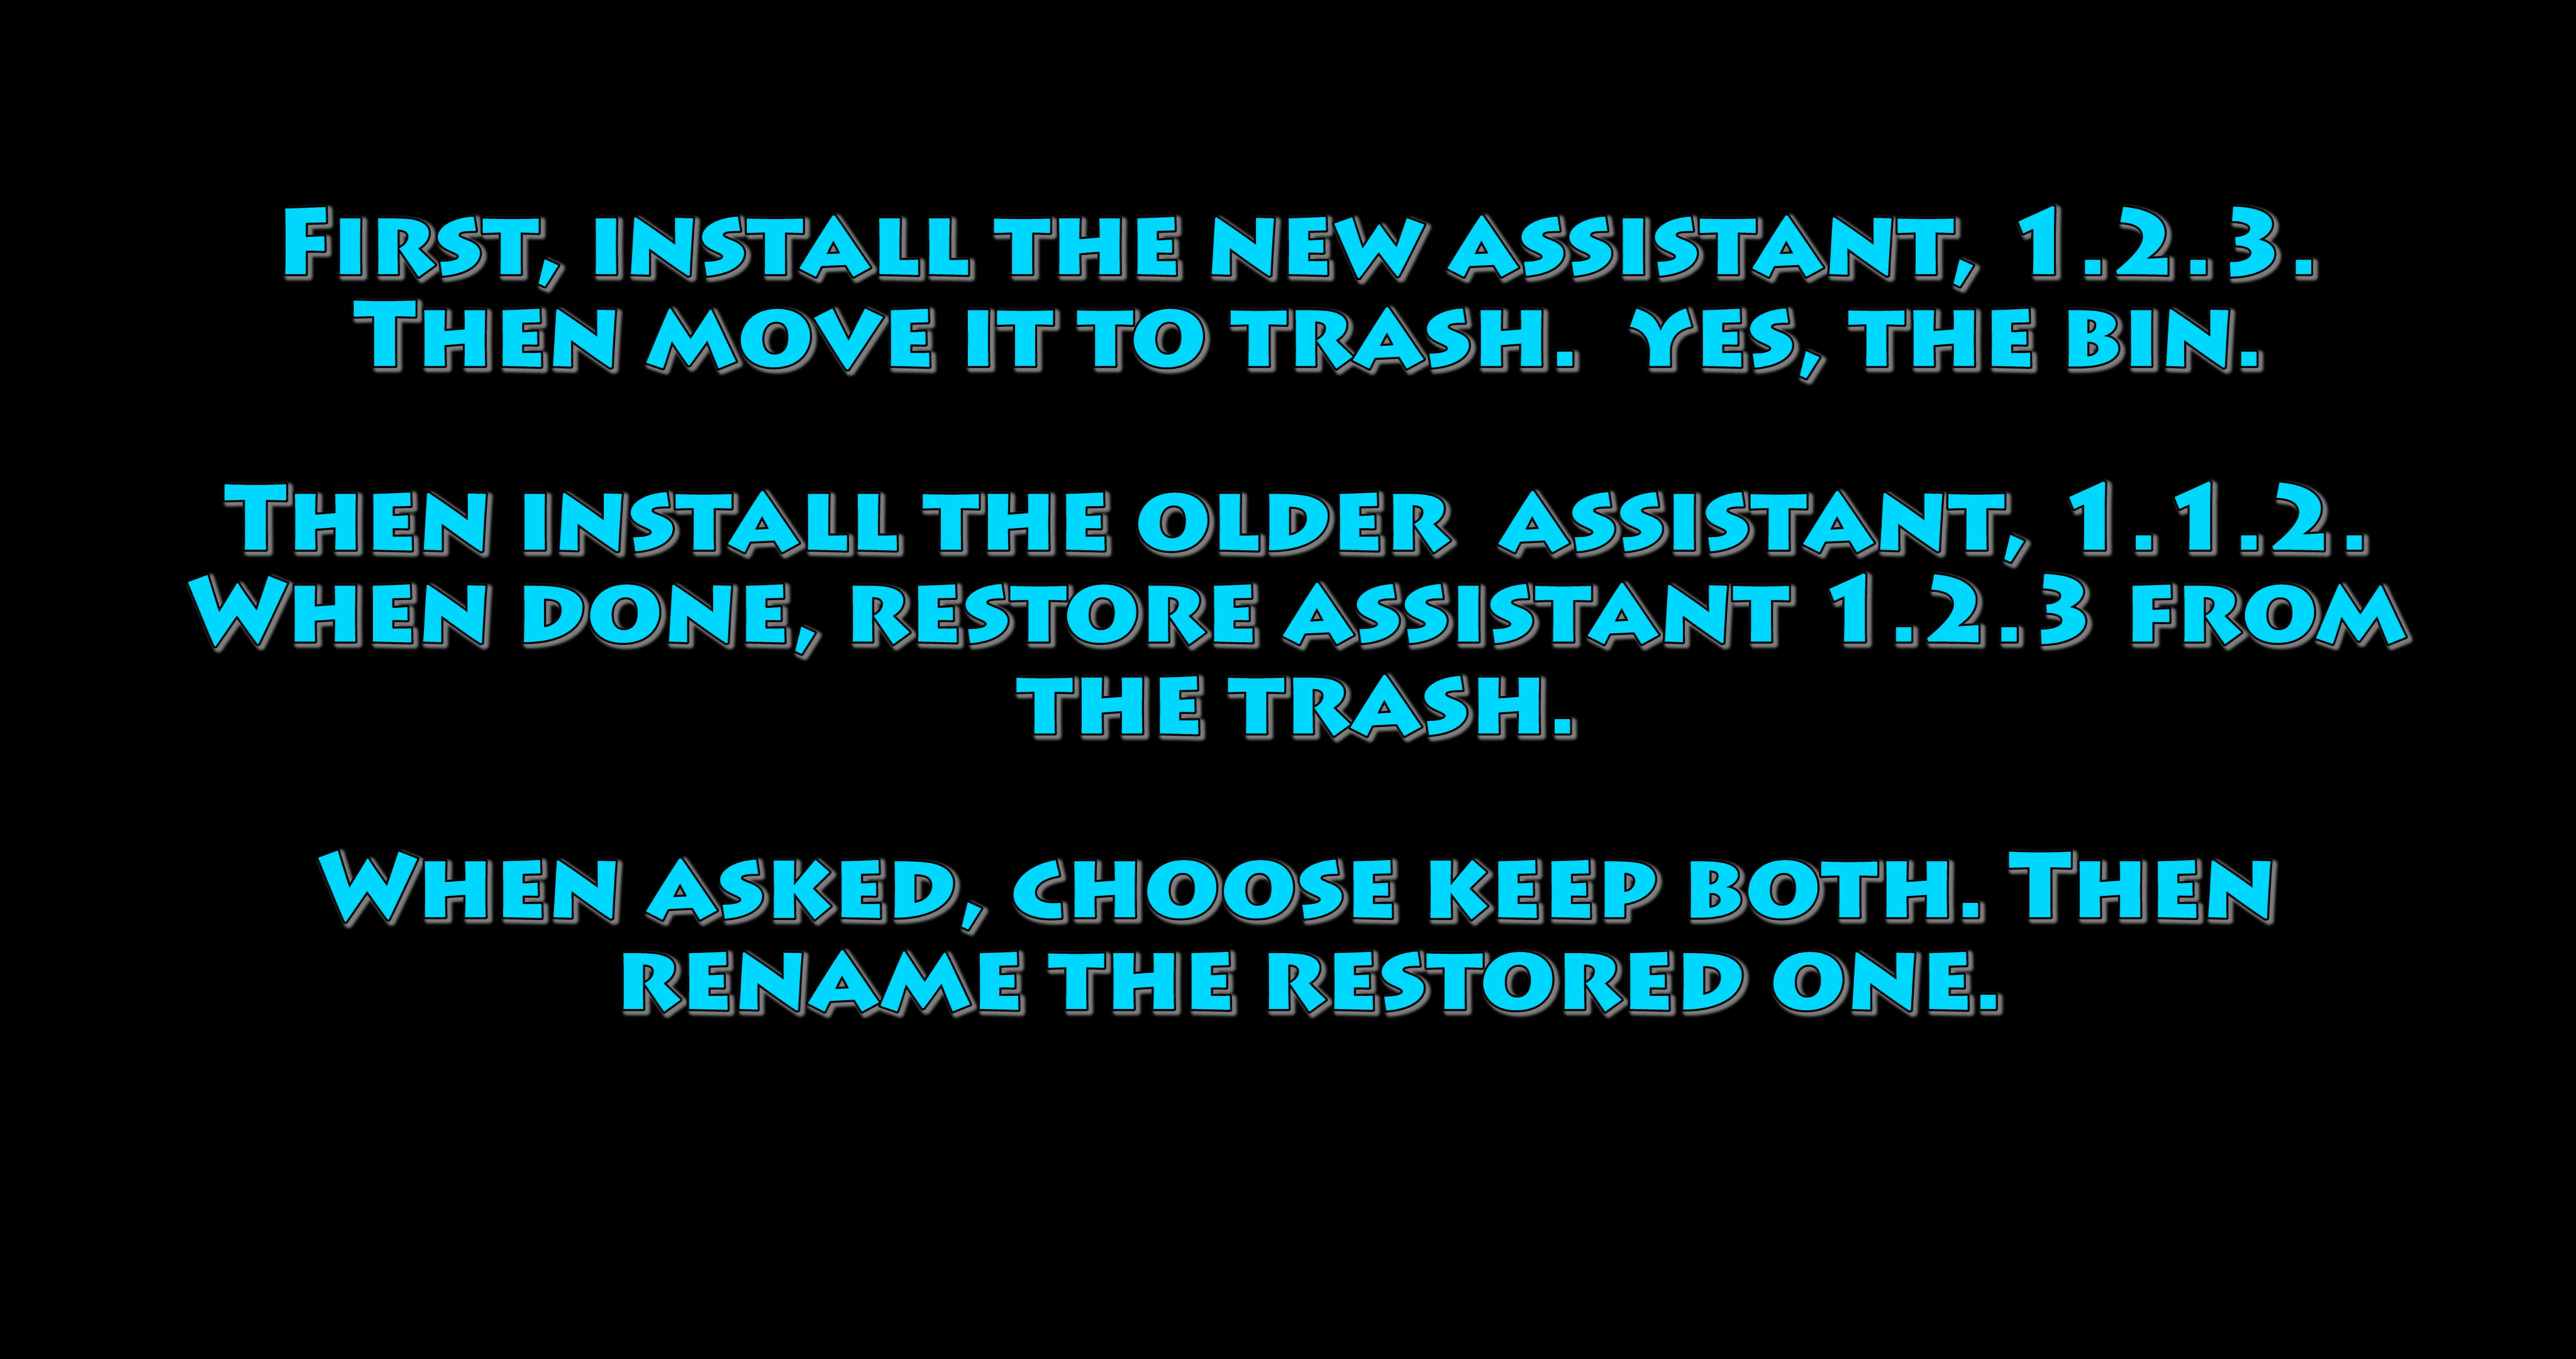 First, install the new assistant, 1.2.3.
Then move it to trash.  Yes, the bin.
Then install the older  assistant, 1.1.2.
When done, restore assistant 1.2.3 from
the trash.
When asked, choose keep both. Then
rename the restored one.